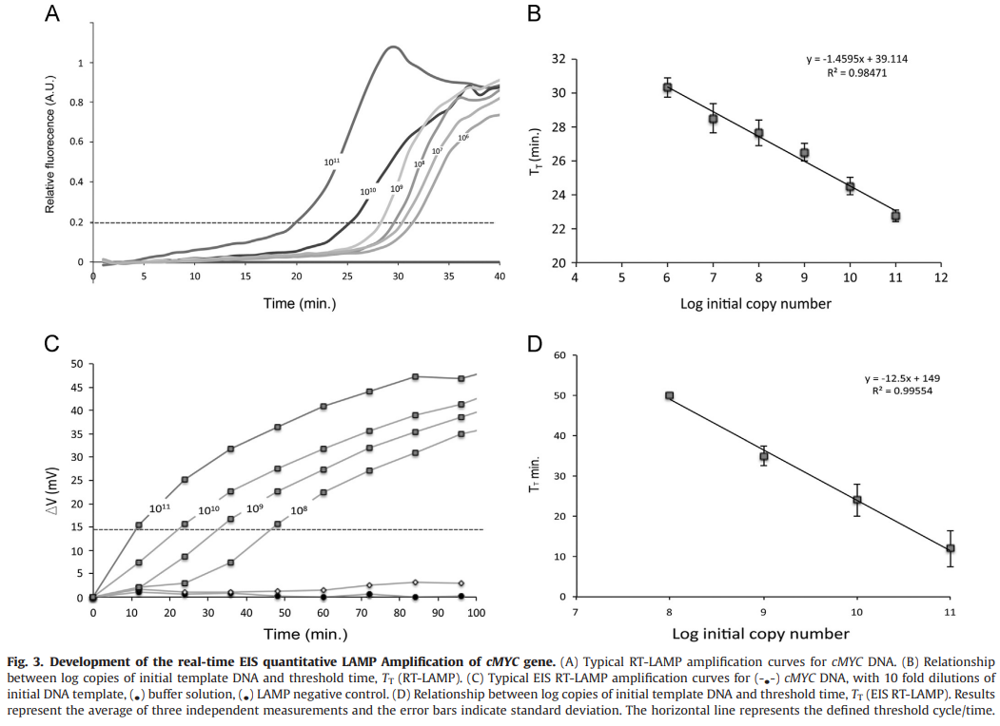 A
Relative fluorecence (A.U.)
1
0.8
0.6
0.4
0.2
0
10¹¹
10¹⁰
10⁹
10⁸
10⁷
10⁶
0 5 10 15 20 25 30 35 40
Time (min.)
B
y = -1.4595x + 39.114
R² = 0.98471
T_T (min.)
32
30
28
26
24
22
20
4 5 6 7 8 9 10 11 12
Log initial copy number
C
△V (mV)
50
45
40
35
30
25
20
15
10
5
0
10¹¹
10¹⁰
10⁹
10⁸
0 10 20 30 40 50 60 70 80 90 100
Time (min.)
D
y = -12.5x + 149
R² = 0.99554
T_T min.
60
50
40
30
20
10
0
7 8 9 10 11
Log initial copy number
Fig. 3. Development of the real-time EIS quantitative LAMP Amplification of cMYC gene. (A) Typical RT-LAMP amplification curves for cMYC DNA. (B) Relationship
between log copies of initial template DNA and threshold time, T_T (RT-LAMP). (C) Typical EIS RT-LAMP amplification curves for (-•-) cMYC DNA, with 10 fold dilutions of
initial DNA template, (•) buffer solution, (•) LAMP negative control. (D) Relationship between log copies of initial template DNA and threshold time, T_T (EIS RT-LAMP). Results
represent the average of three independent measurements and the error bars indicate standard deviation. The horizontal line represents the defined threshold cycle/time.